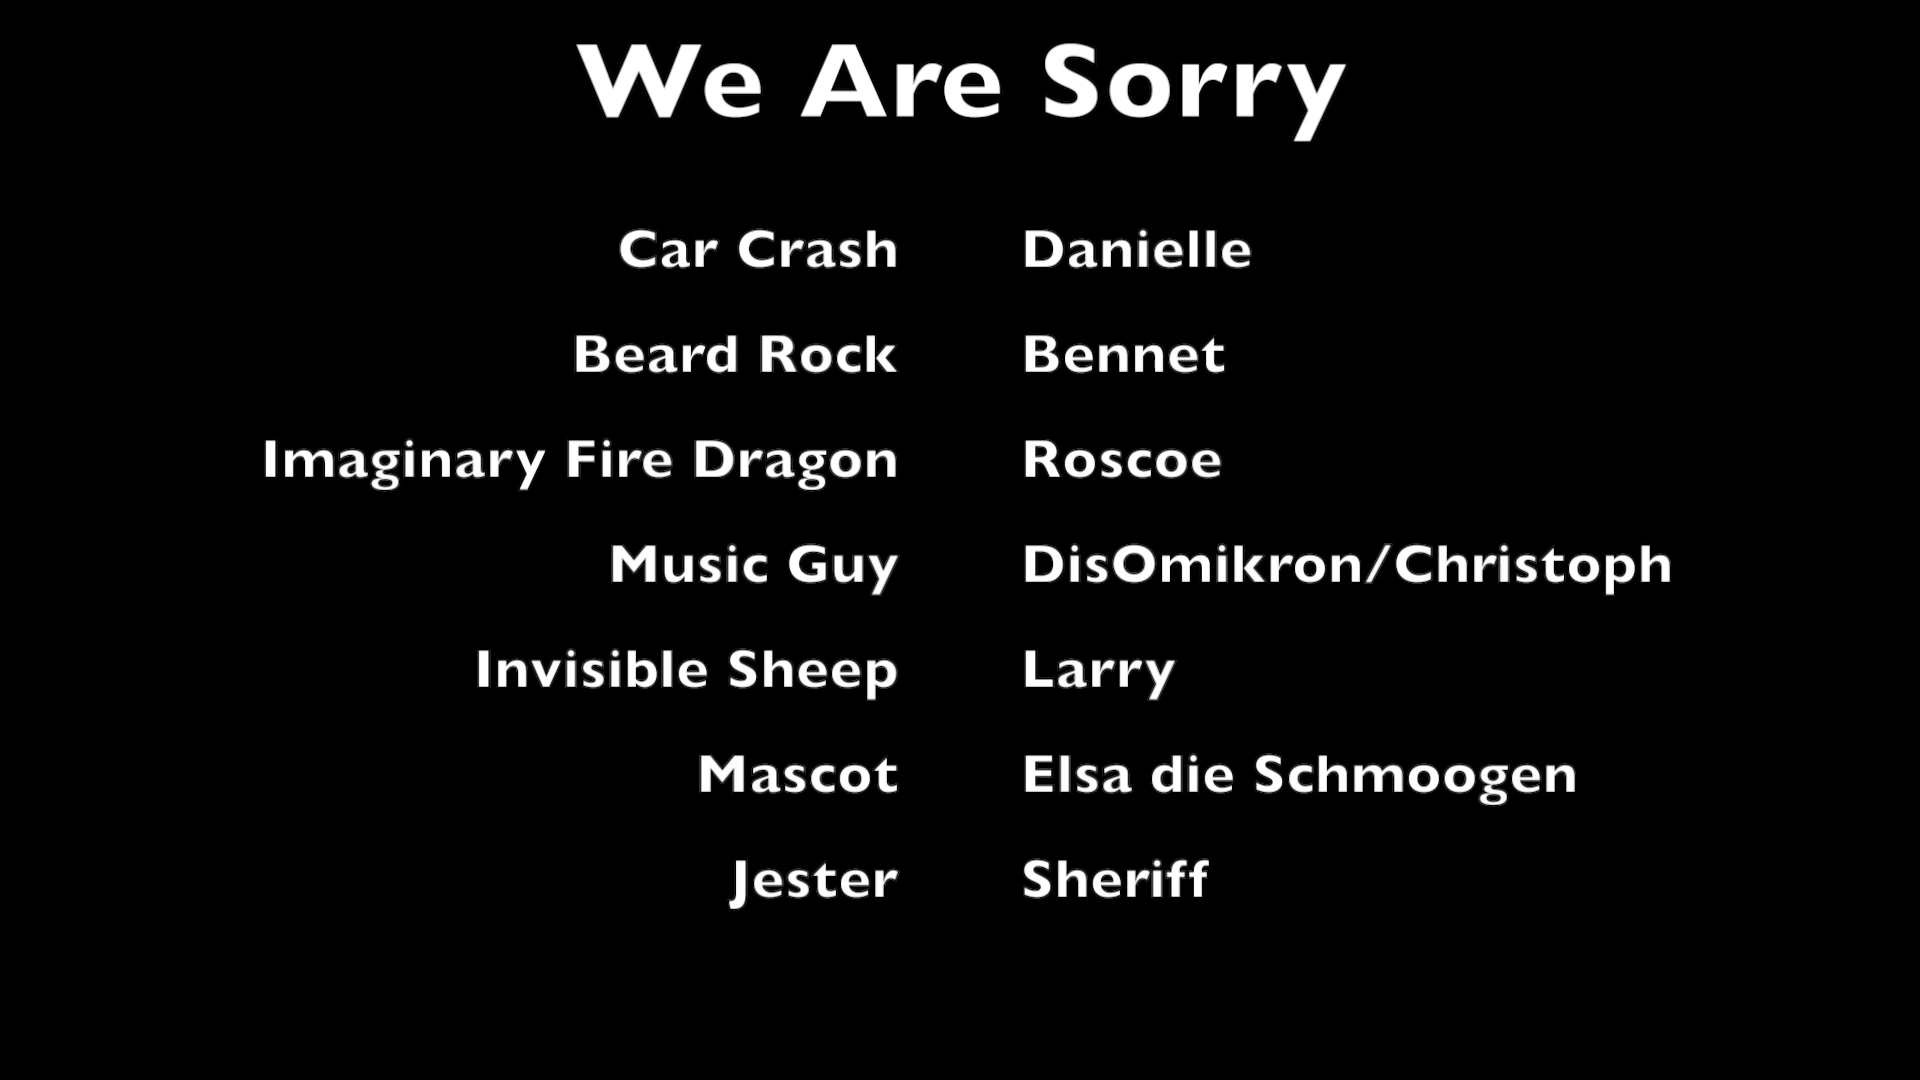 We Are Sorry
Car Crash Danielle
Beard Rock Bennet
Imaginary Fire Dragon Roscoe
Music Guy DisOmikron/Christoph
Invisible Sheep Larry
Mascot Elsa die Schmoogen
Jester Sheriff